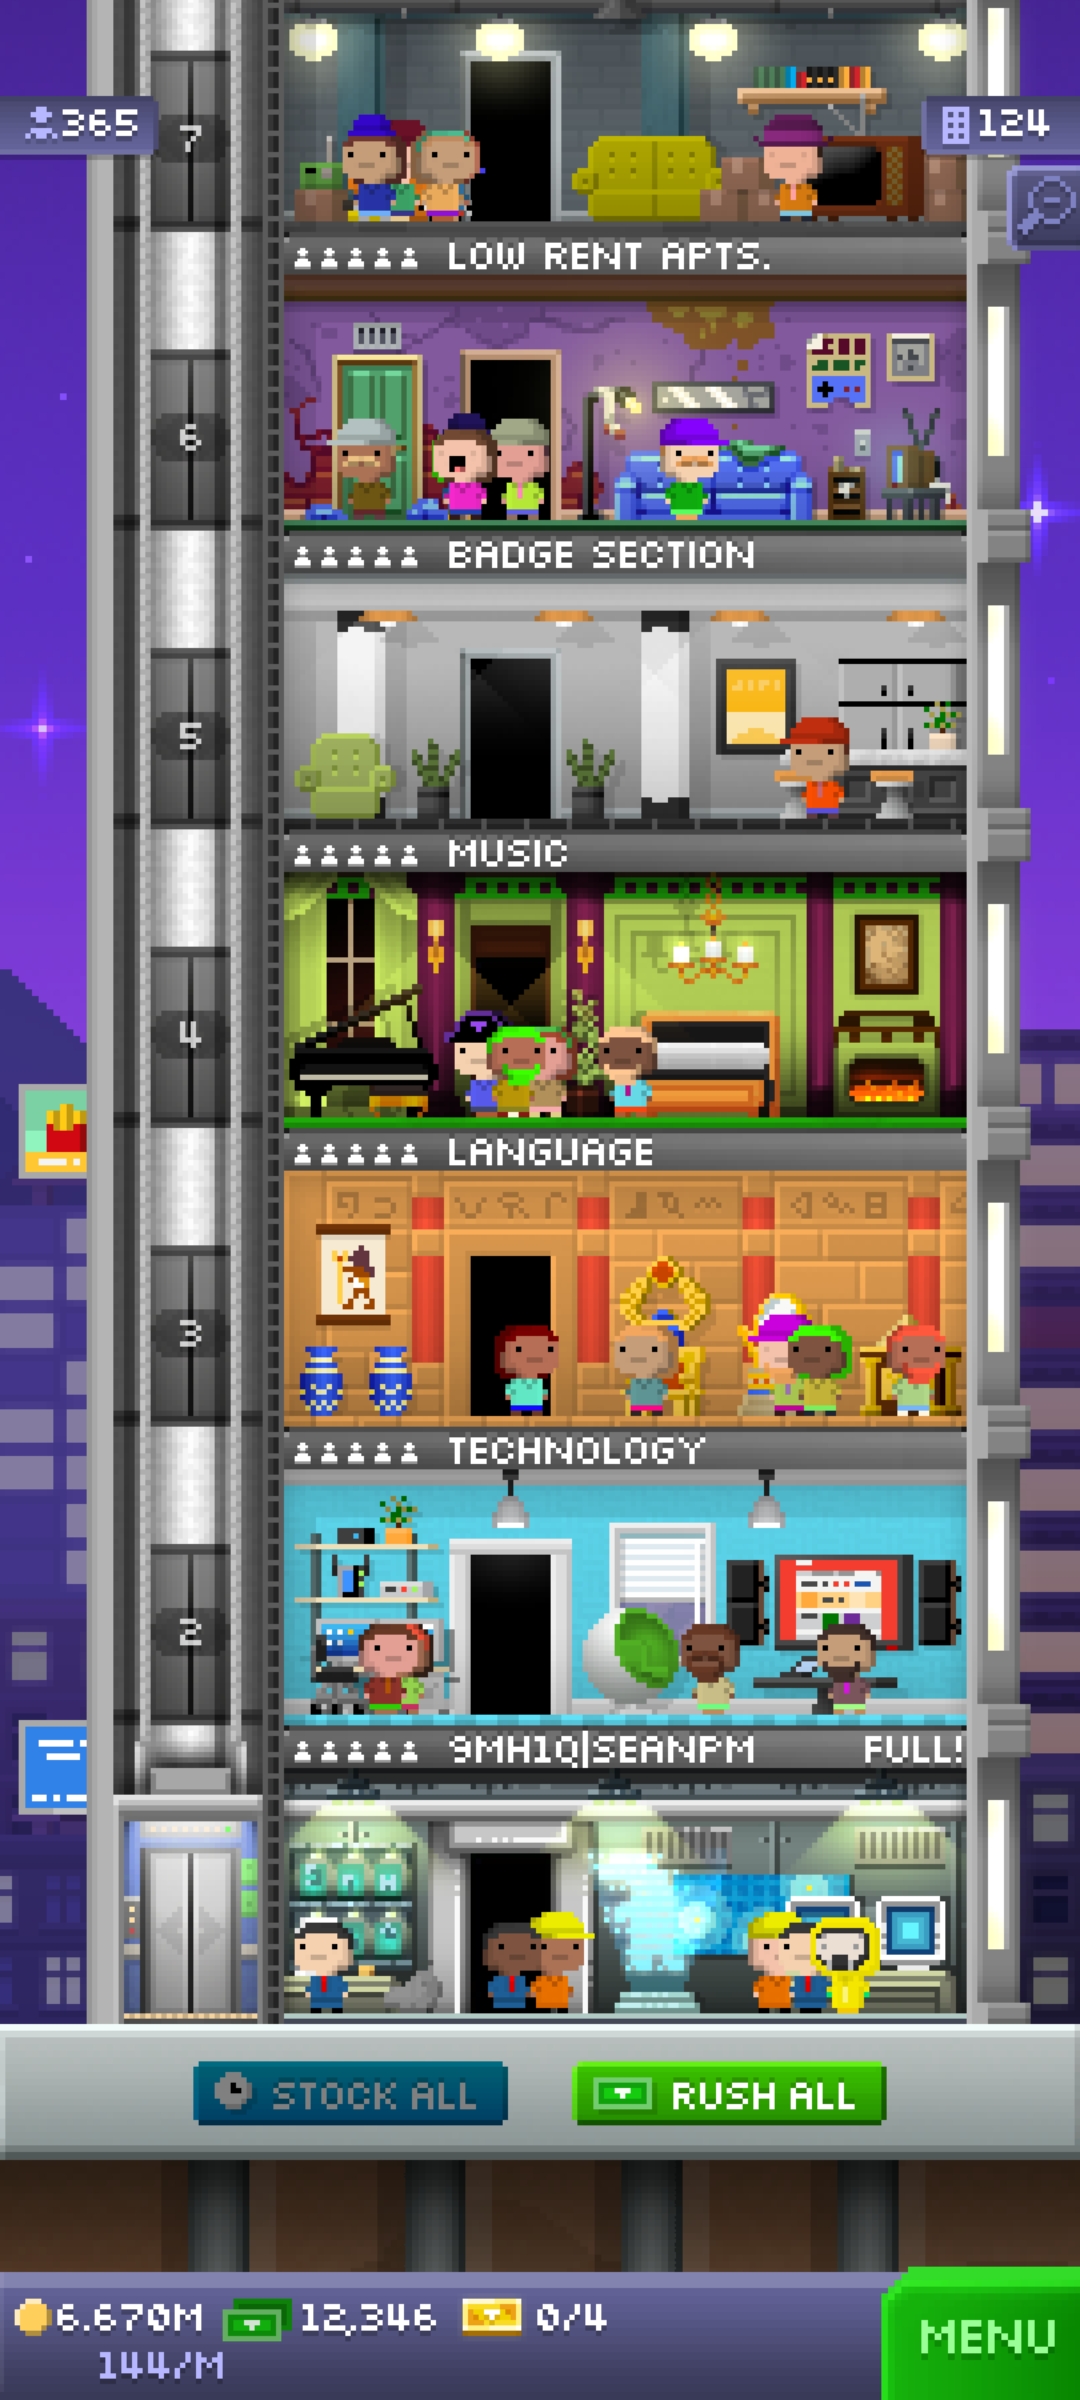 365
7
124
LOW RENT APTS.
6
BADGE SECTION
5
MUSIC
4
LANGUAGE
3
TECHNOLOGY
2
9MH1Q|SEANPM FULL!
STOCK ALL
RUSH ALL
6.670M 12,346 0/4
144/M
MENU